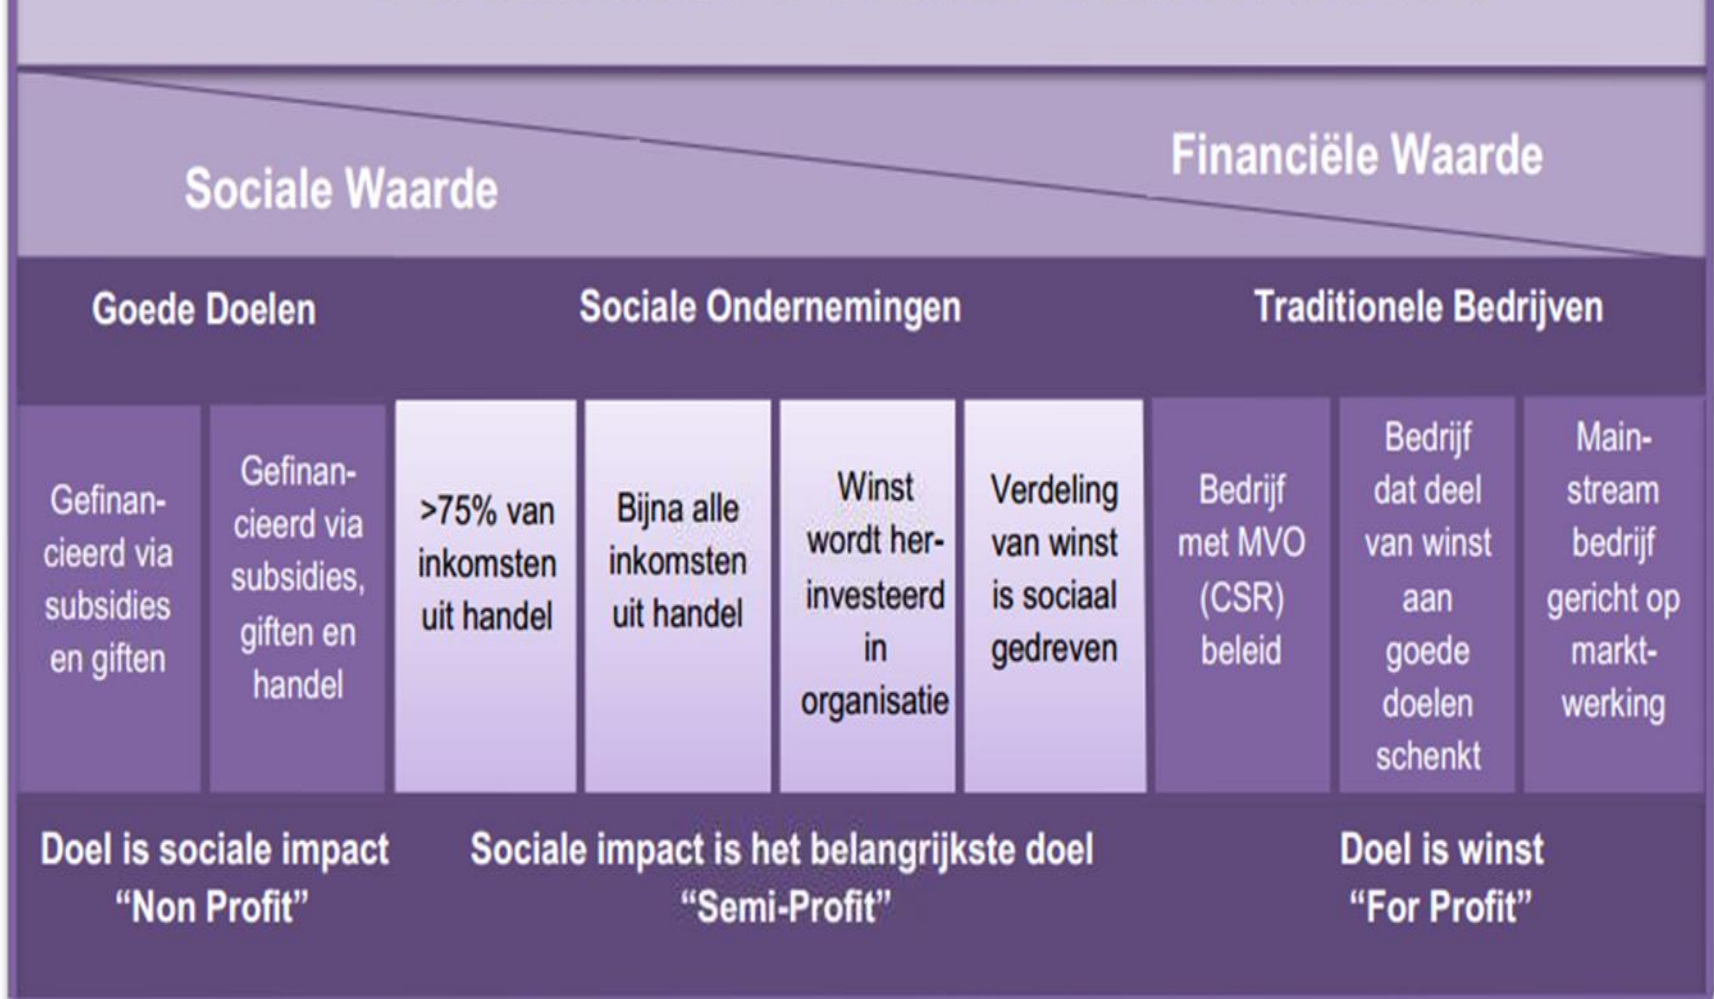 Financiële Waarde
Sociale Waarde
Goede Doelen
Sociale Ondernemingen
Traditionele Bedrijven
Gefinan-
cieerd via
subsidies
en giften
Gefinan-
cieerd via
subsidies,
giften en
handel
>75% van
inkomsten
uit handel
Bijna alle
inkomsten
uit handel
Winst
wordt her-
investeerd
in
organisatie
Verdeling
van winst
is sociaal
gedreven
Bedrijf
met MVO
(CSR)
beleid
Bedrijf
dat deel
van winst
aan
goede
doelen
schenkt
Main-
stream
bedrijf
gericht op
markt-
werking
Doel is sociale impact
“Non Profit”
Sociale impact is het belangrijkste doel
“Semi-Profit”
Doel is winst
“For Profit”